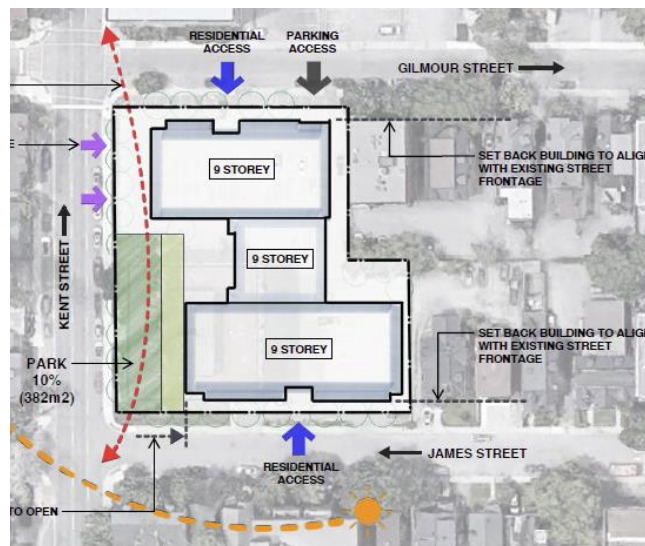 RESIDENTIAL
ACCESS
PARKING
ACCESS
GILMOUR STREET
E
9 STOREY
SET BACK BUILDING TO ALIG
WITH EXISTING STREET
FRONTAGE
KENT STREET
9 STOREY
9 STOREY
SET BACK BUILDING TO ALIG
WITH EXISTING STREET
FRONTAGE
PARK
10%
(382m2)
JAMES STREET
RESIDENTIAL
ACCESS
TO OPEN